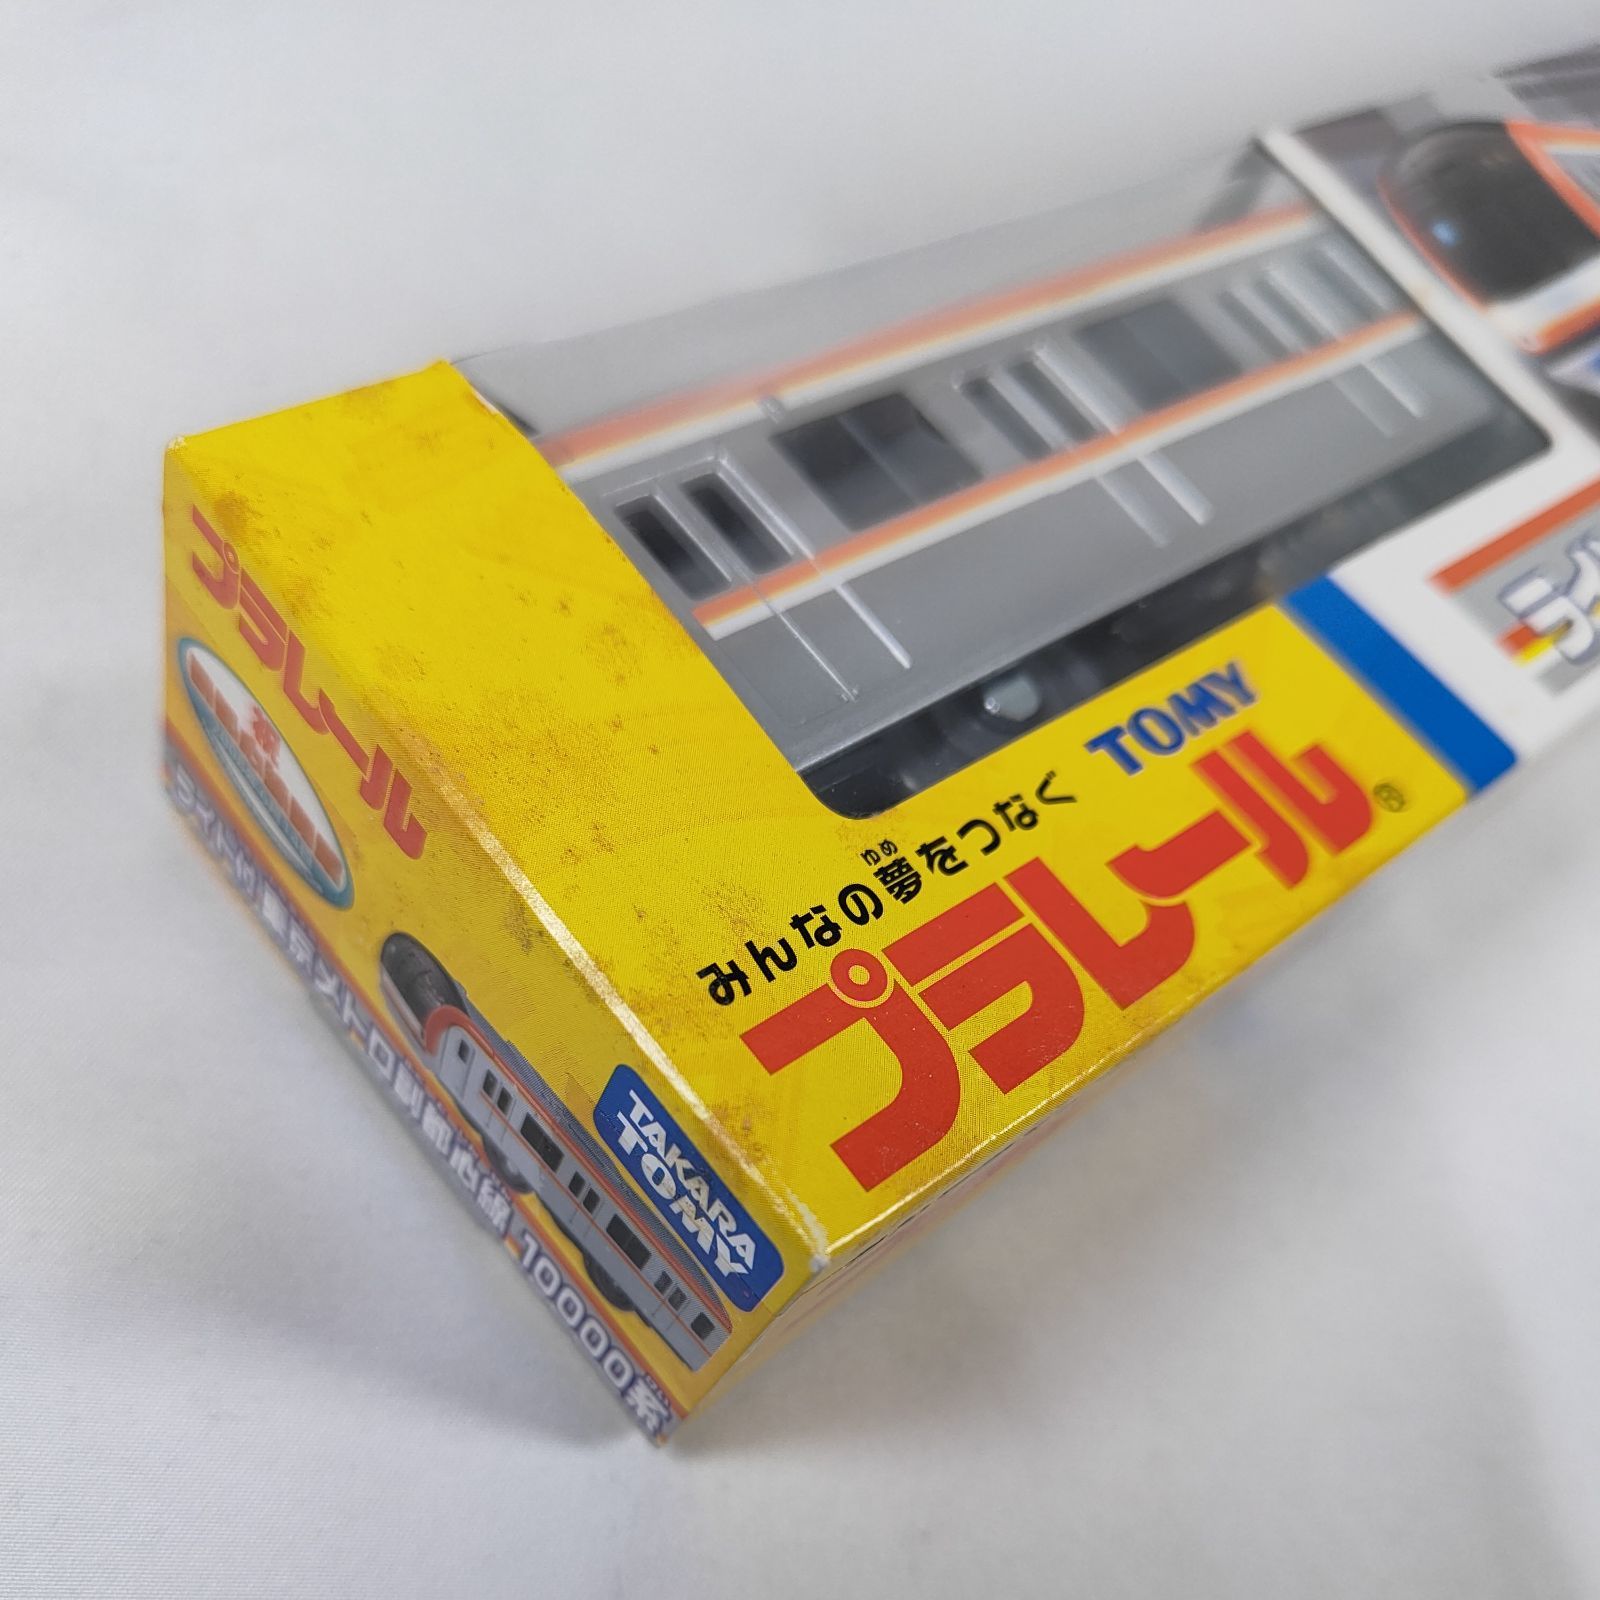 TOMY
みんなの夢をつなぐ
ゆめ
プラレール®
ライ
プラレール
TAKARA
TOMY
ライト付 東京メトロ副都心線 10000系